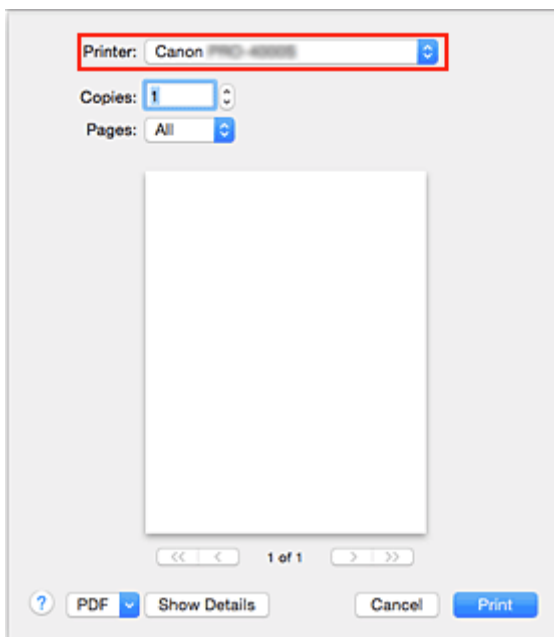 Printer: Canon
Copies: 1
Pages: All
1 of 1
? PDF Show Details Cancel Print